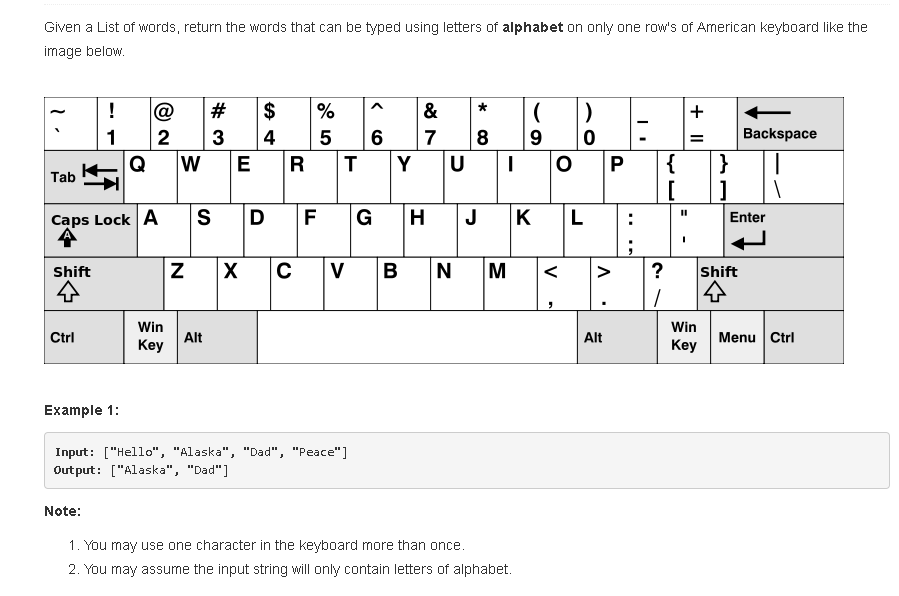 Given a List of words, return the words that can be typed using letters of alphabet on only one row's of American keyboard like the
image below.
~ ! @ # $ % ^ & * ( ) _ +
` 1 2 3 4 5 6 7 8 9 0 - = Backspace
Tab Q W E R T Y U I O P { } |
[ ] \
Caps Lock A S D F G H J K L : " Enter
; '
Shift Z X C V B N M < > ? Shift
, . /
Ctrl Win Key Alt Alt Win Key Menu Ctrl
Example 1:
Input: ["Hello", "Alaska", "Dad", "Peace"]
Output: ["Alaska", "Dad"]
Note:
1. You may use one character in the keyboard more than once.
2. You may assume the input string will only contain letters of alphabet.